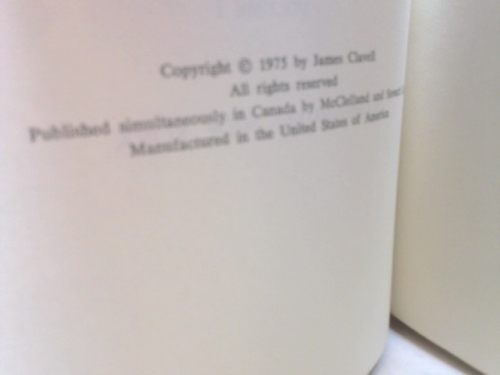 Copyright © 1975 by James Clavell
All rights reserved
Published simultaneously in Canada by McClelland and
Manufactured in the United States of America